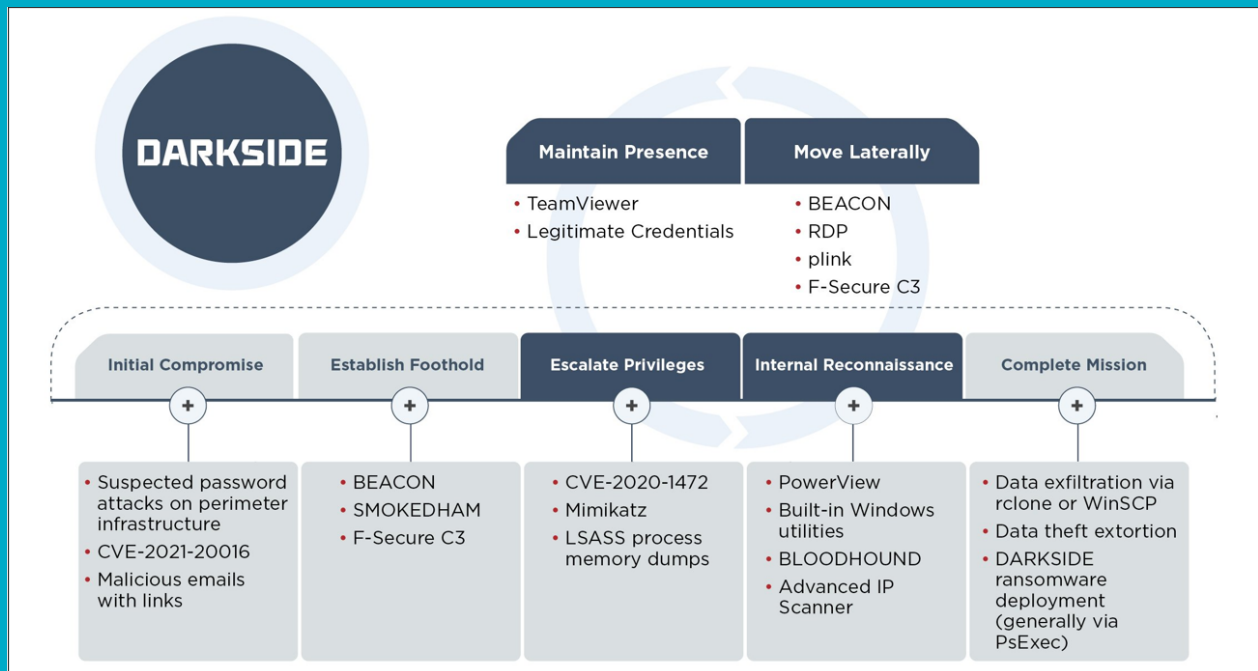 DARKSIDE
Maintain Presence
• TeamViewer
• Legitimate Credentials
Move Laterally
• BEACON
• RDP
• plink
• F-Secure C3
Initial Compromise
+
• Suspected password
attacks on perimeter
infrastructure
• CVE-2021-20016
• Malicious emails
with links
Establish Foothold
+
• BEACON
• SMOKEDHAM
• F-Secure C3
Escalate Privileges
+
• CVE-2020-1472
• Mimikatz
• LSASS process
memory dumps
Internal Reconnaissance
+
• PowerView
• Built-in Windows
utilities
• BLOODHOUND
• Advanced IP
Scanner
Complete Mission
+
• Data exfiltration via
rclone or WinSCP
• Data theft extortion
• DARKSIDE
ransomware
deployment
(generally via
PsExec)